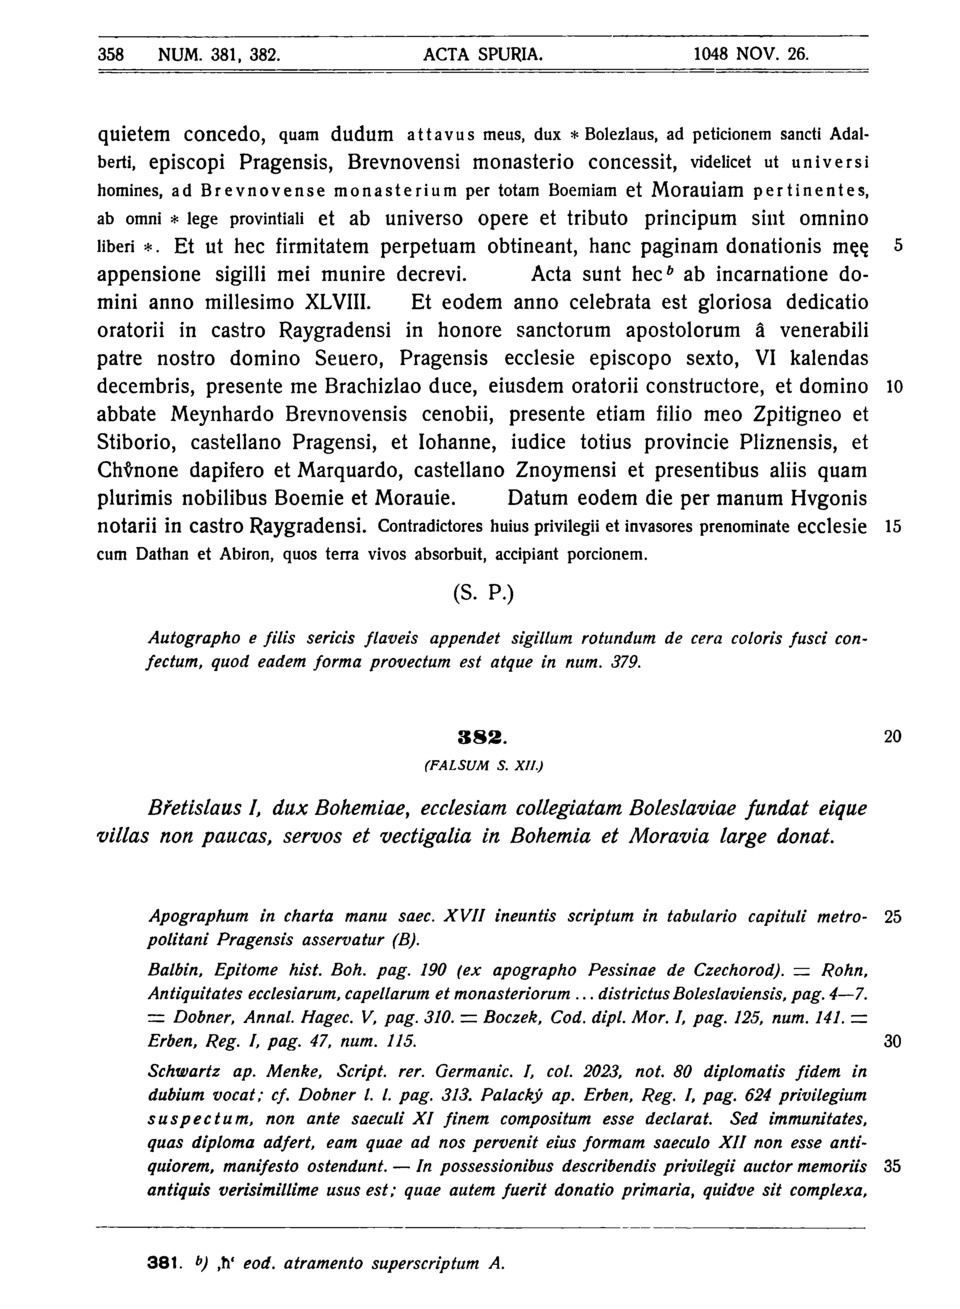 358 NUM. 381, 382. ACTA SPURIA. 1048 NOV. 26.
quietem concedo, quam dudum attavus meus, dux * Bolezlaus, ad peticionem sancti Adal-
berti, episcopi Pragensis, Brevnovensi monasterio concessit, videlicet ut universi
homines, ad Brevnovense monasterium per totam Boemiam et Morauiam pertinentes,
ab omni * lege provintiali et ab universo opere et tributo principum sint omnino
liberi *. Et ut hec firmitatem perpetuam obtineant, hanc paginam donationis męę 5
appensione sigilli mei munire decrevi. Acta sunt hec b ab incarnatione do-
mini anno millesimo XLVIII. Et eodem anno celebrata est gloriosa dedicatio
oratorii in castro Raygradensi in honore sanctorum apostolorum â venerabili
patre nostro domino Seuero, Pragensis ecclesie episcopo sexto, VI kalendas
decembris, presente me Brachizlao duce, eiusdem oratorii constructore, et domino 10
abbate Meynhardo Brevnovensis cenobii, presente etiam filio meo Zpitigneo et
Stiborio, castellano Pragensi, et Iohanne, iudice totius provincie Pliznensis, et
Chv̊none dapifero et Marquardo, castellano Znoymensi et presentibus aliis quam
plurimis nobilibus Boemie et Morauie. Datum eodem die per manum Hvgonis
notarii in castro Raygradensi. Contradictores huius privilegii et invasores prenominate ecclesie 15
cum Dathan et Abiron, quos terra vivos absorbuit, accipiant porcionem.
(S. P.)
Autographo e filis sericis flaveis appendet sigillum rotundum de cera coloris fusci con-
fectum, quod eadem forma provectum est atque in num. 379.
382. 20
(FALSUM S. XII.)
Břetislaus I, dux Bohemiae, ecclesiam collegiatam Boleslaviae fundat eique
villas non paucas, servos et vectigalia in Bohemia et Moravia large donat.
Apographum in charta manu saec. XVII ineuntis scriptum in tabulario capituli metro- 25
politani Pragensis asservatur (B).
Balbin, Epitome hist. Boh. pag. 190 (ex apographo Pessinae de Czechorod). = Rohn,
Antiquitates ecclesiarum, capellarum et monasteriorum ... districtus Boleslaviensis, pag. 4—7.
= Dobner, Annal. Hagec. V, pag. 310. = Boczek, Cod. dipl. Mor. I, pag. 125, num. 141. =
Erben, Reg. I, pag. 47, num. 115. 30
Schwartz ap. Menke, Script. rer. Germanic. I, col. 2023, not. 80 diplomatis fidem in
dubium vocat; cf. Dobner l. l. pag. 313. Palacký ap. Erben, Reg. I, pag. 624 privilegium
suspectum, non ante saeculi XI finem compositum esse declarat. Sed immunitates,
quas diploma adfert, eam quae ad nos pervenit eius formam saeculo XII non esse anti-
quiorem, manifesto ostendunt. — In possessionibus describendis privilegii auctor memoriis 35
antiquis verisimillime usus est; quae autem fuerit donatio primaria, quidve sit complexa,
381. b) ‚ħ‘ eod. atramento superscriptum A.